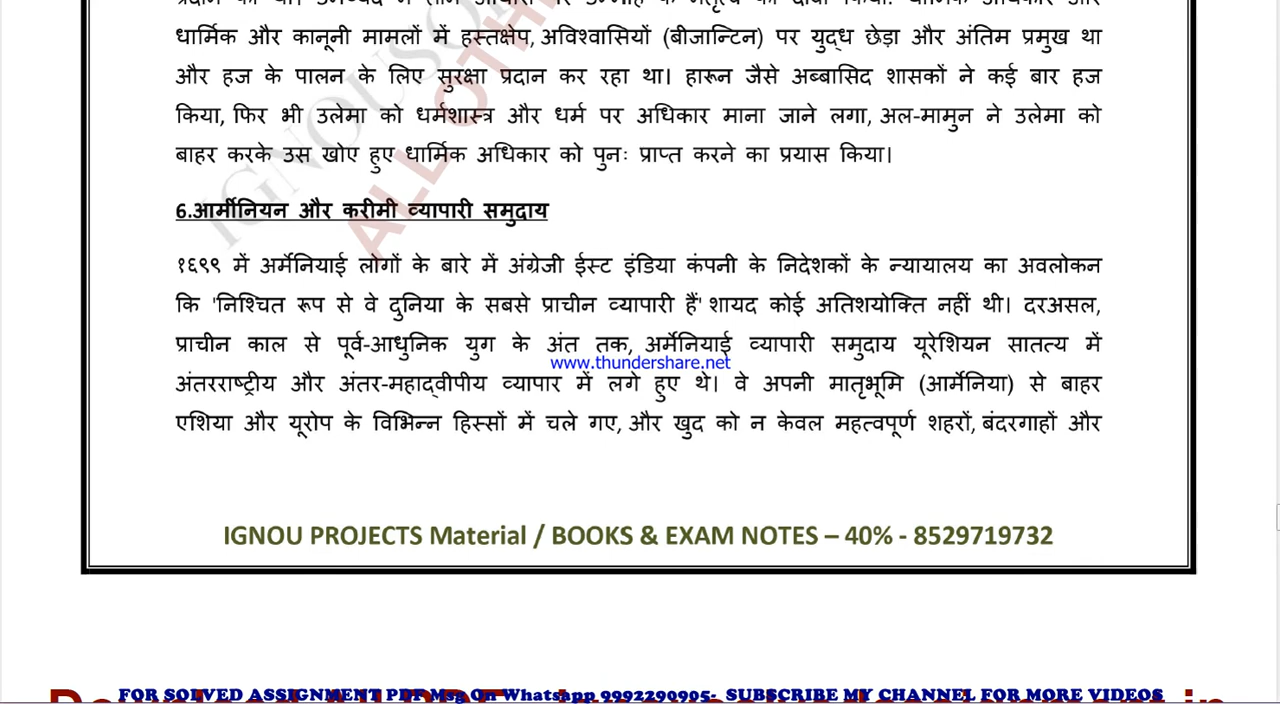 धार्मिक और कानूनी मामलों में हस्तक्षेप, अविश्वासियों (बीजान्टिन) पर युद्ध छेड़ा और अंतिम प्रमुख था
और हज के पालन के लिए सुरक्षा प्रदान कर रहा था। हारून जैसे अब्बासिद शासकों ने कई बार हज
किया, फिर भी उलेमा को धर्मशास्त्र और धर्म पर अधिकार माना जाने लगा, अल-मामुन ने उलेमा को
बाहर करके उस खोए हुए धार्मिक अधिकार को पुनः प्राप्त करने का प्रयास किया।
6.आर्मीनियन और करीमी व्यापारी समुदाय
१६९९ में अर्मेनियाई लोगों के बारे में अंग्रेजी ईस्ट इंडिया कंपनी के निदेशकों के न्यायालय का अवलोकन
कि 'निश्चित रूप से वे दुनिया के सबसे प्राचीन व्यापारी हैं' शायद कोई अतिशयोक्ति नहीं थी। दरअसल,
प्राचीन काल से पूर्व-आधुनिक युग के अंत तक, अर्मेनियाई व्यापारी समुदाय यूरेशियन सातत्य में
www.thundershare.net
अंतरराष्ट्रीय और अंतर-महाद्वीपीय व्यापार में लगे हुए थे। वे अपनी मातृभूमि (आर्मेनिया) से बाहर
एशिया और यूरोप के विभिन्न हिस्सों में चले गए, और खुद को न केवल महत्वपूर्ण शहरों, बंदरगाहों और
IGNOU PROJECTS Material / BOOKS & EXAM NOTES – 40% - 8529719732
FOR SOLVED ASSIGNMENT PDF Msg On Whatsapp 9992290905- SUBSCRIBE MY CHANNEL FOR MORE VIDEOS